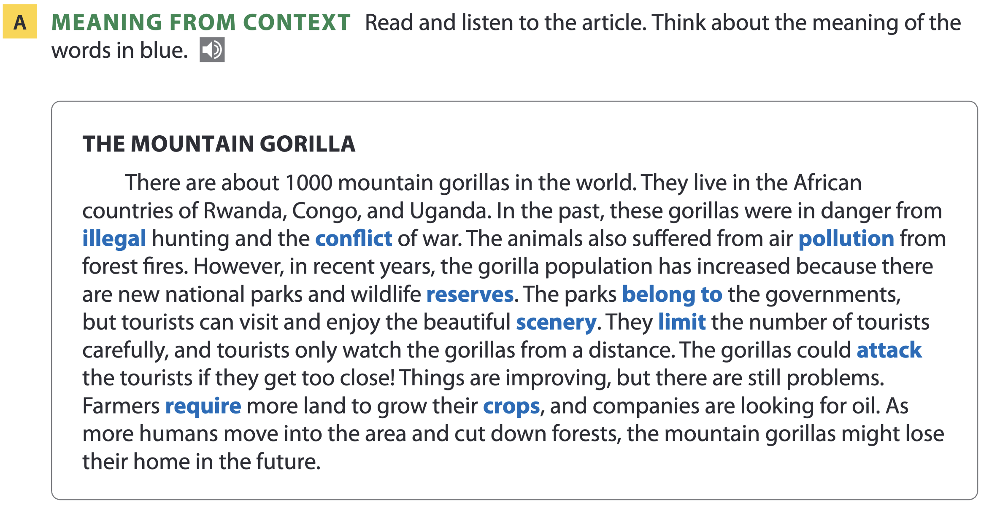 A MEANING FROM CONTEXT Read and listen to the article. Think about the meaning of the
words in blue.
THE MOUNTAIN GORILLA
There are about 1000 mountain gorillas in the world. They live in the African
countries of Rwanda, Congo, and Uganda. In the past, these gorillas were in danger from
illegal hunting and the conflict of war. The animals also suffered from air pollution from
forest fires. However, in recent years, the gorilla population has increased because there
are new national parks and wildlife reserves. The parks belong to the governments,
but tourists can visit and enjoy the beautiful scenery. They limit the number of tourists
carefully, and tourists only watch the gorillas from a distance. The gorillas could attack
the tourists if they get too close! Things are improving, but there are still problems.
Farmers require more land to grow their crops, and companies are looking for oil. As
more humans move into the area and cut down forests, the mountain gorillas might lose
their home in the future.